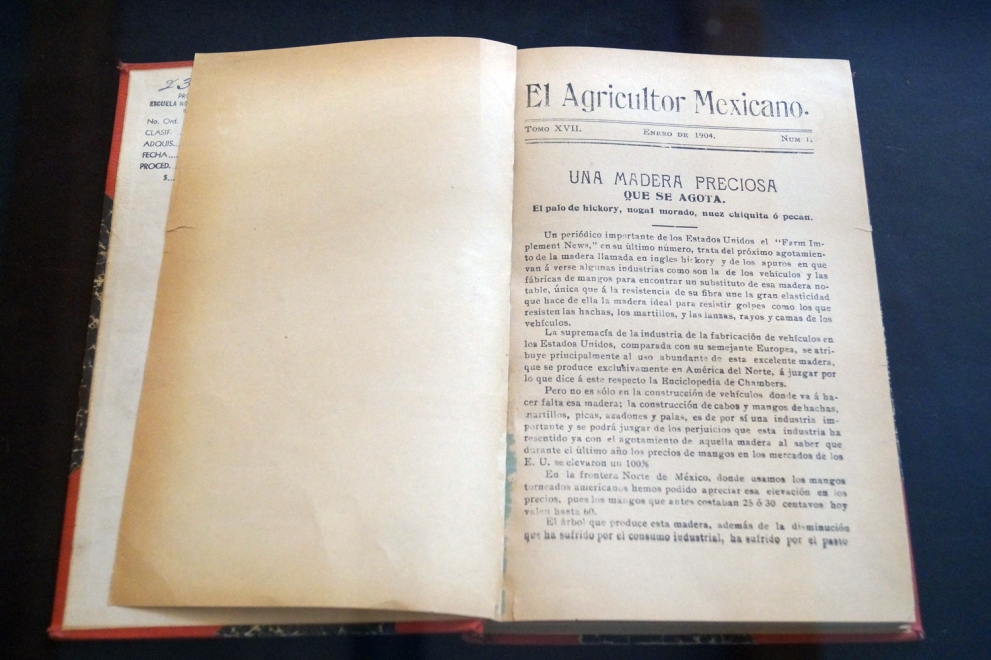 23
ESCUELA
No. Ord.
CLASIF.
ADQUIS...
FECHA....
PROCED.
$...
El Agricultor Mexicano.
TOMO XVII. ENERO DE 1904. NUM 1.
UNA MADERA PRECIOSA
QUE SE AGOTA.
El palo de hickory, nogal morado, nuez chiquita ó pecan.
Un periódico importante de los Estados Unidos el "Farm Im-
plement News," en su último número, trata del próximo agotamien-
to de la madera llamada en ingles hickory y de los apuros en que
van á verse algunas industrias como son la de los vehículos y las
fábricas de mangos para encontrar un substituto de esa madera no-
table, única que á la resistencia de su fibra une la gran elasticidad
que hace de ella la madera ideal para resistir golpes como los que
resisten las hachas, los martillos, y las lanzas, rayos y camas de los
vehículos.
La supremacía de la industria de la fabricación de vehículos en
los Estados Unidos, comparada con su semejante Europea, se atri-
buye principalmente al uso abundante de esta excelente madera,
que se produce exclusivamente en América del Norte, á juzgar por
lo que dice á este respecto la Enciclopedia de Chambers.
Pero no es sólo en la construcción de vehículos donde va á ha-
cer falta esa madera; la construcción de cabos y mangos de hachas,
martillos, picas, azadones y palas, es de por sí una industria im-
portante y se podrá juzgar de los perjuicios que esta industria ha
resentido ya con el agotamiento de aquella madera al saber que
durante el último año los precios de mangos en los mercados de los
E. U. se elevaron un 100%
En la frontera Norte de México, donde usamos los mangos
torneados americanos hemos podido apreciar esa elevación en los
precios, pues los mangos que antes costaban 25 ó 30 centavos hoy
valen hasta 60.
El árbol que produce esta madera, además de la disminución
que ha sufrido por el consumo industrial, ha sufrido por el pasto